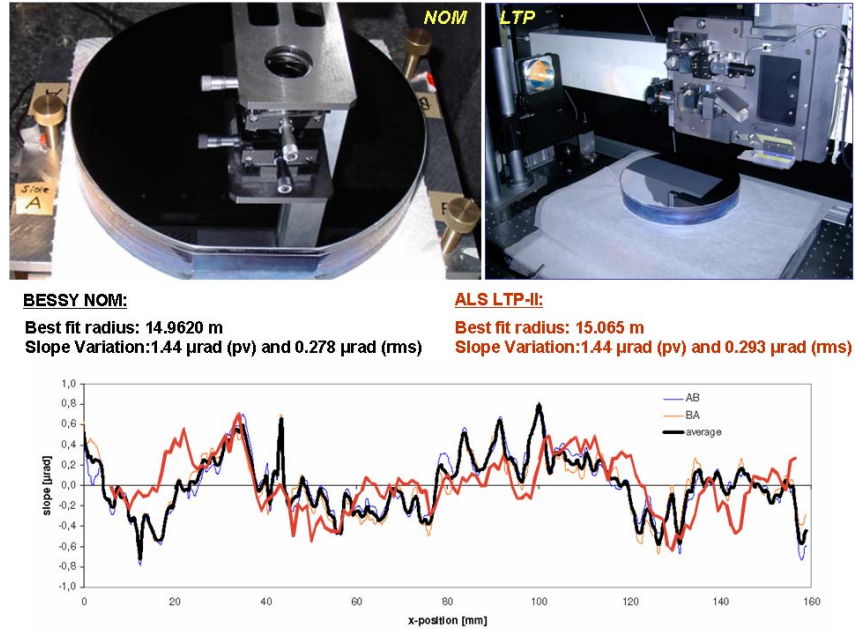 NOM
LTP
Side
A
BESSY NOM:
Best fit radius: 14.9620 m
Slope Variation:1.44 µrad (pv) and 0.278 µrad (rms)
ALS LTP-II:
Best fit radius: 15.065 m
Slope Variation:1.44 µrad (pv) and 0.293 µrad (rms)
1,0
0,8
0,6
0,4
0,2
0,0
-0,2
-0,4
-0,6
-0,8
-1,0
slope [µrad]
AB
BA
average
0
20
40
60
80
100
120
140
160
x-position [mm]